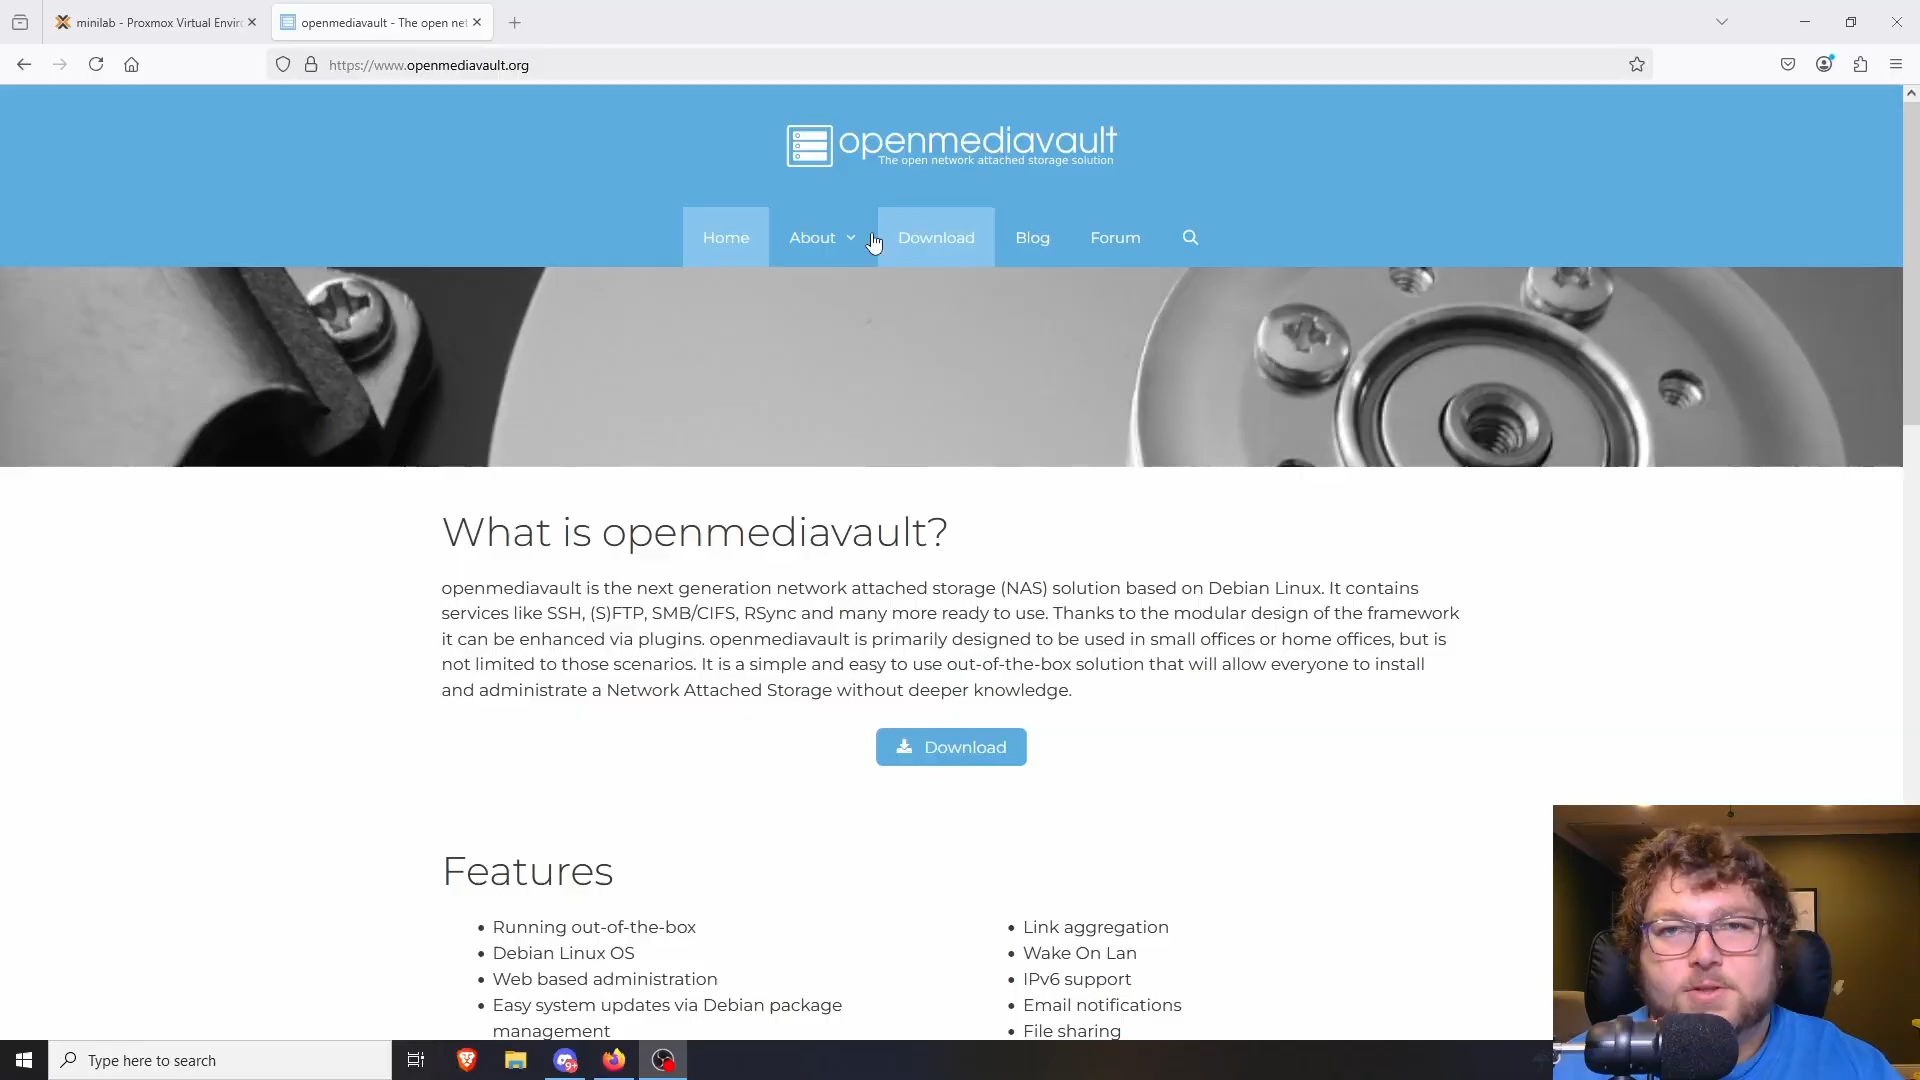 minilab - Proxmox Virtual Envir
openmediavault - The open net
https://www.openmediavault.org
openmediavault
The open network attached storage solution
Home
About
Download
Blog
Forum
What is openmediavault?
openmediavault is the next generation network attached storage (NAS) solution based on Debian Linux. It contains
services like SSH, (S)FTP, SMB/CIFS, RSync and many more ready to use. Thanks to the modular design of the framework
it can be enhanced via plugins. openmediavault is primarily designed to be used in small offices or home offices, but is
not limited to those scenarios. It is a simple and easy to use out-of-the-box solution that will allow everyone to install
and administrate a Network Attached Storage without deeper knowledge.
Download
Features
• Running out-of-the-box
• Debian Linux OS
• Web based administration
• Easy system updates via Debian package
management
• Link aggregation
• Wake On Lan
• IPv6 support
• Email notifications
• File sharing
Type here to search
9+